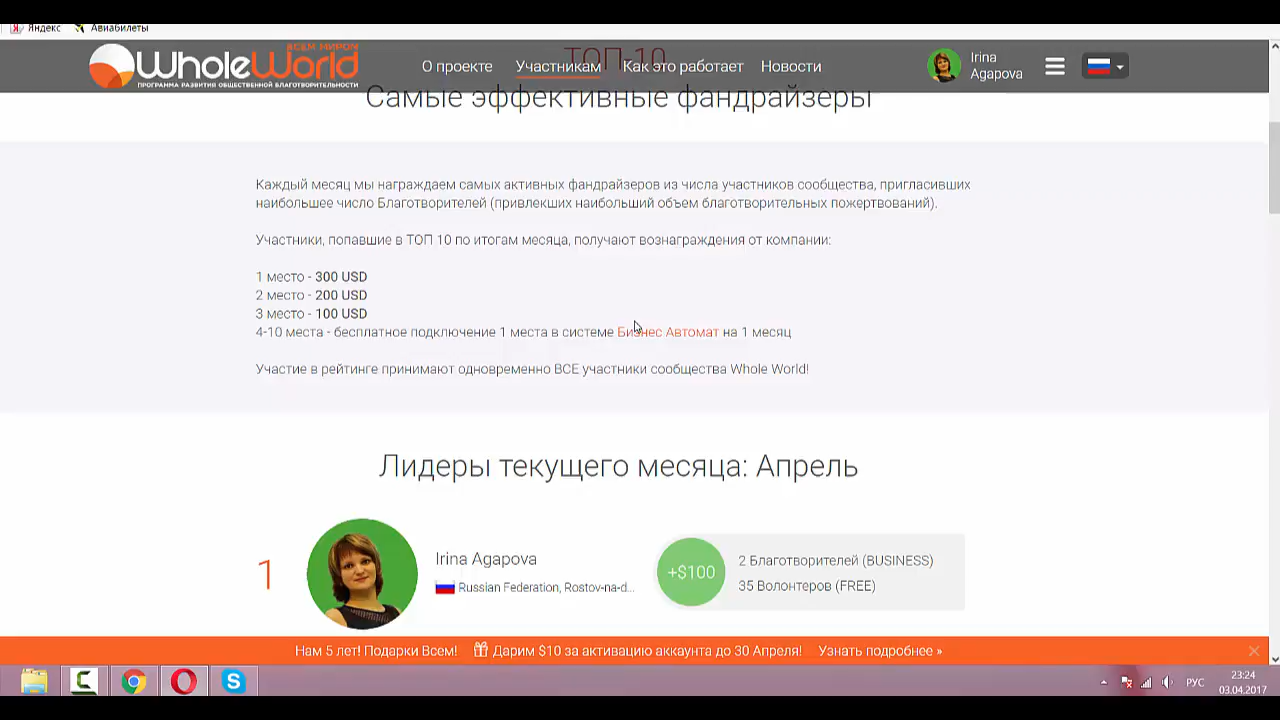 Яндекс Авиабилеты
ВСЕМ МИРОМ
WholeWorld
ПРОГРАММА РАЗВИТИЯ ОБЩЕСТВЕННОЙ БЛАГОТВОРИТЕЛЬНОСТИ
О проекте Участникам Как это работает Новости
Irina
Agapova
ТОП 10
Самые эффективные фандрайзеры
Каждый месяц мы награждаем самых активных фандрайзеров из числа участников сообщества, пригласивших
наибольшее число Благотворителей (привлекших наибольший объем благотворительных пожертвований).
Участники, попавшие в ТОП 10 по итогам месяца, получают вознаграждения от компании:
1 место - 300 USD
2 место - 200 USD
3 место - 100 USD
4-10 места - бесплатное подключение 1 места в системе Бизнес Автомат на 1 месяц
Участие в рейтинге принимают одновременно ВСЕ участники сообщества Whole World!
Лидеры текущего месяца: Апрель
1
Irina Agapova
Russian Federation, Rostov-na-d...
+$100
2 Благотворителей (BUSINESS)
35 Волонтеров (FREE)
Нам 5 лет! Подарки Всем! Дарим $10 за активацию аккаунта до 30 Апреля! Узнать подробнее »
РУС
23:24
03.04.2017